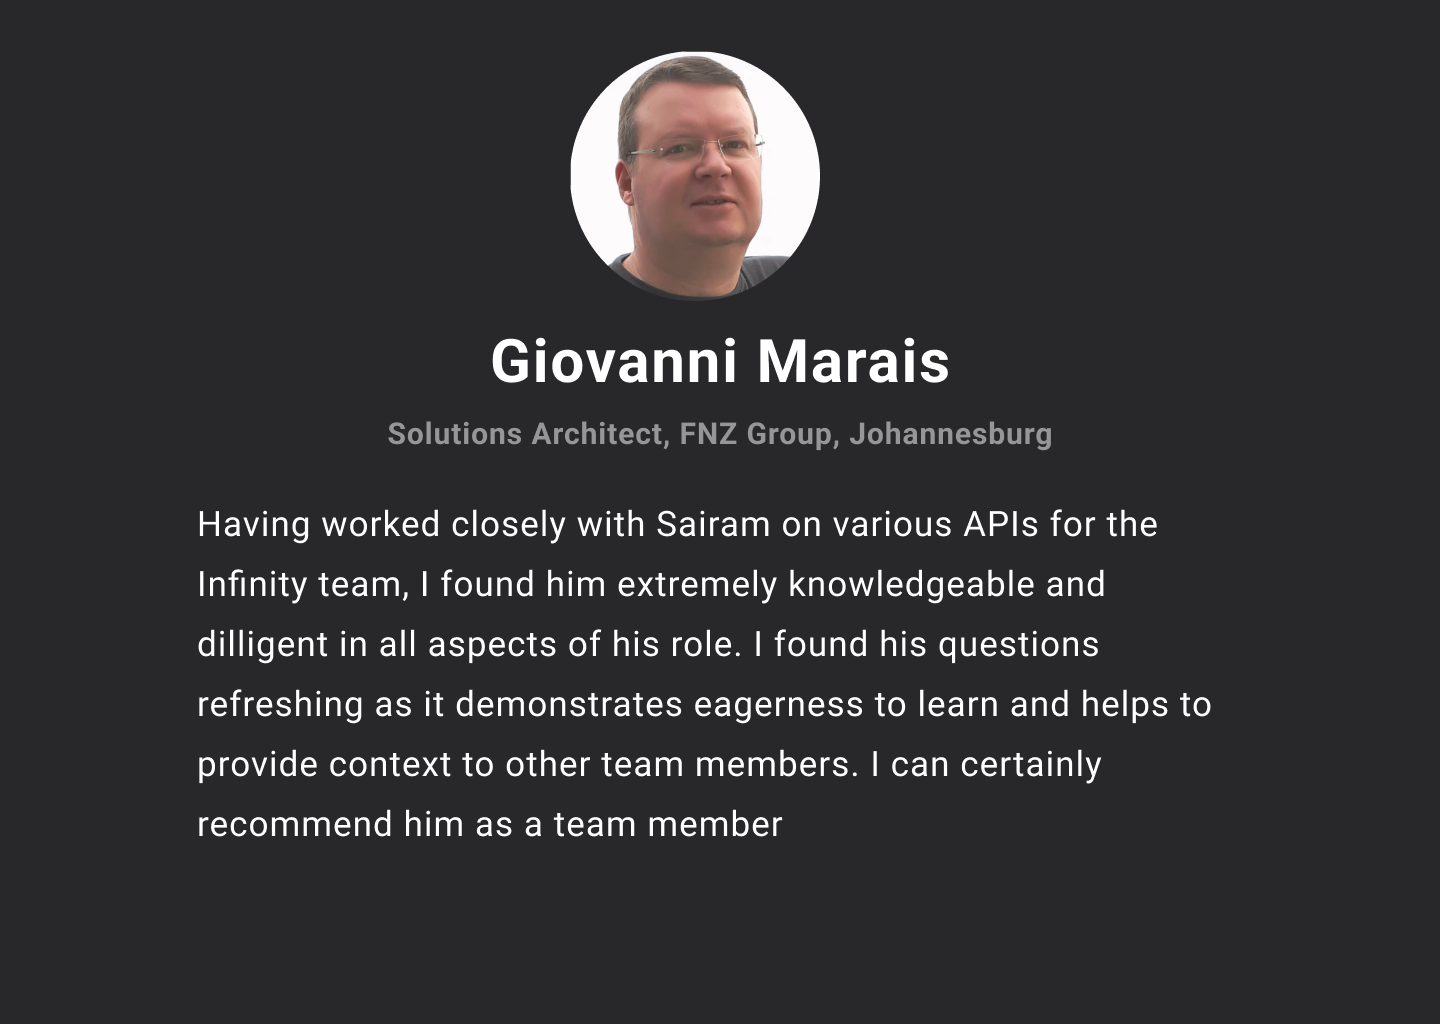 Giovanni Marais
Solutions Architect, FNZ Group, Johannesburg
Having worked closely with Sairam on various APIs for the
Infinity team, I found him extremely knowledgeable and
dilligent in all aspects of his role. I found his questions
refreshing as it demonstrates eagerness to learn and helps to
provide context to other team members. I can certainly
recommend him as a team member